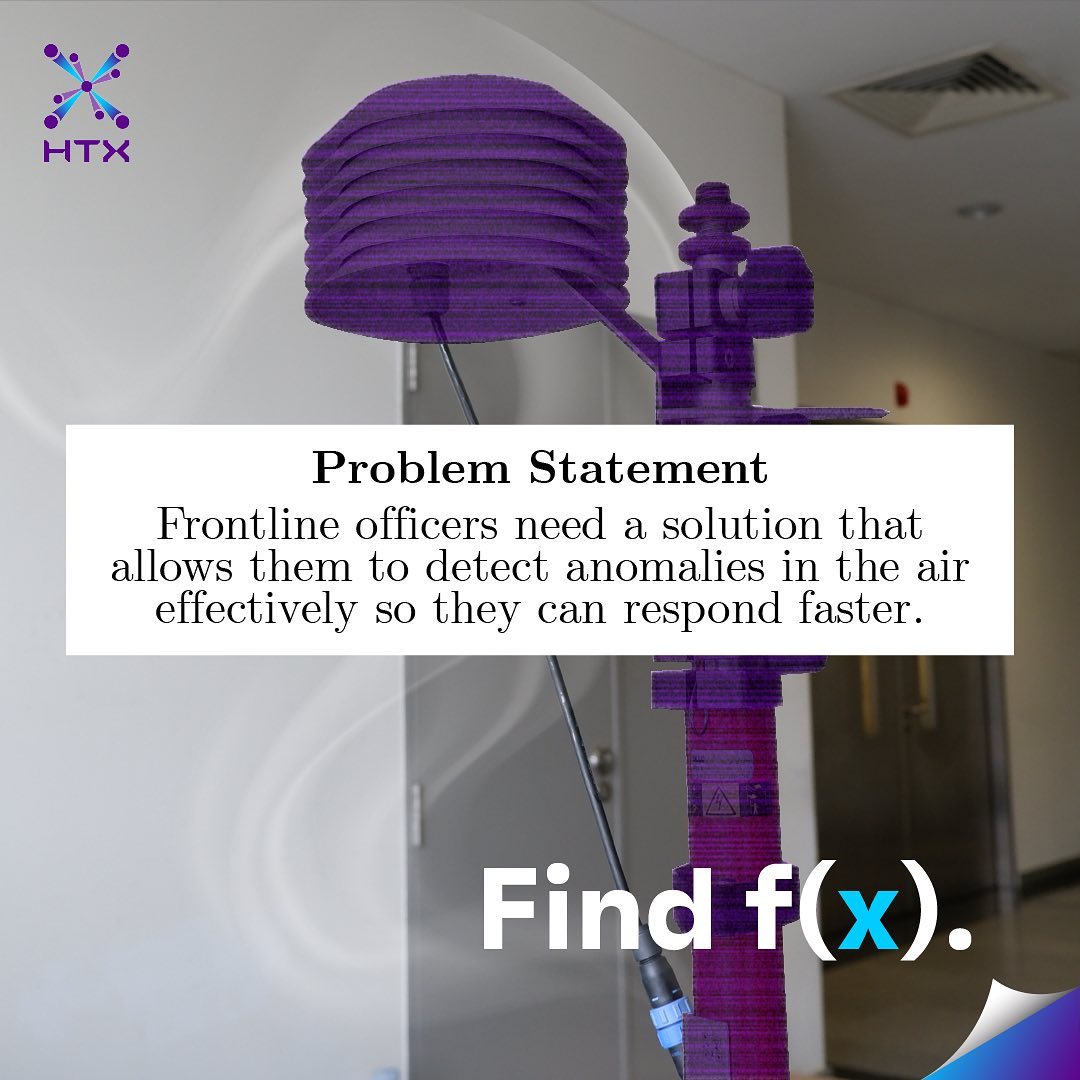 HTX
Problem Statement
Frontline officers need a solution that
allows them to detect anomalies in the air
effectively so they can respond faster.
Find f(x).